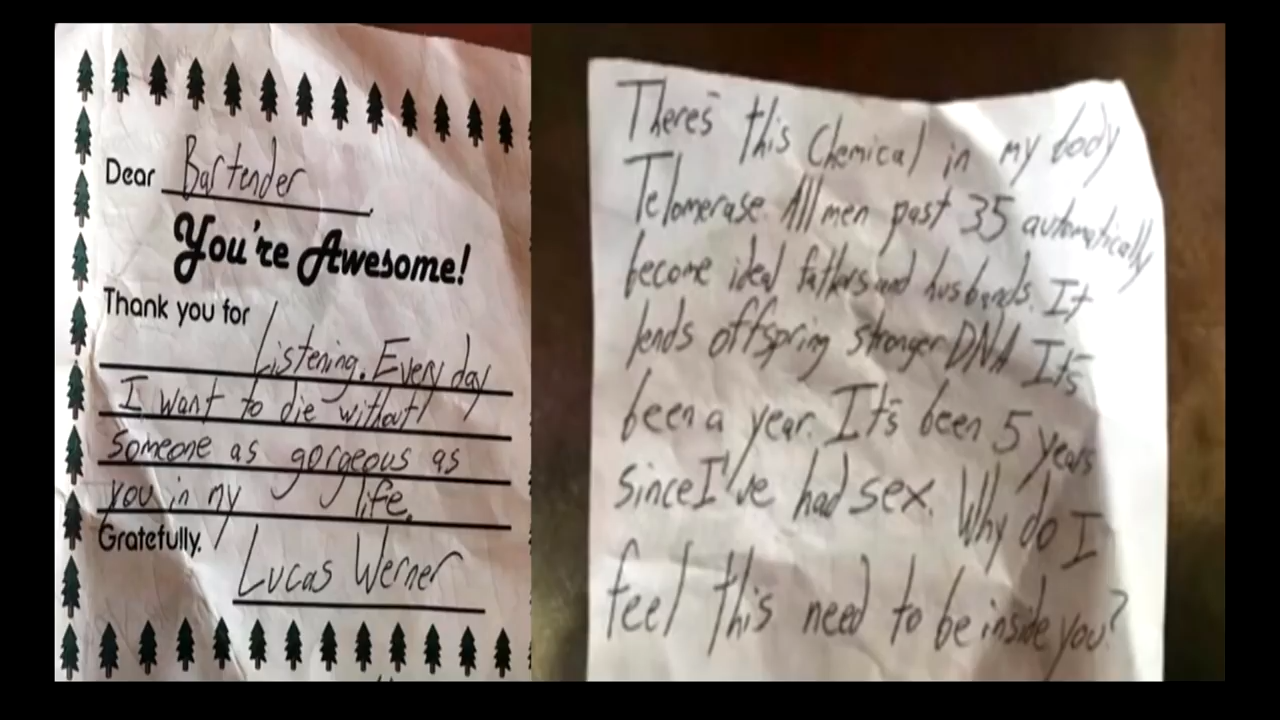 Dear Bartender
You're Awesome!
Thank you for
Listening. Every day
I want to die without
someone as gorgeous as
you in my life.
Gratefully,
Lucas Werner
There's this Chemical in my body
Telomerase. All men past 35 automatically
become ideal fathers and husbands. It
lends offspring stronger DNA It's
been a year. It's been 5 years
since I've had sex. Why do I
feel this need to be inside you?